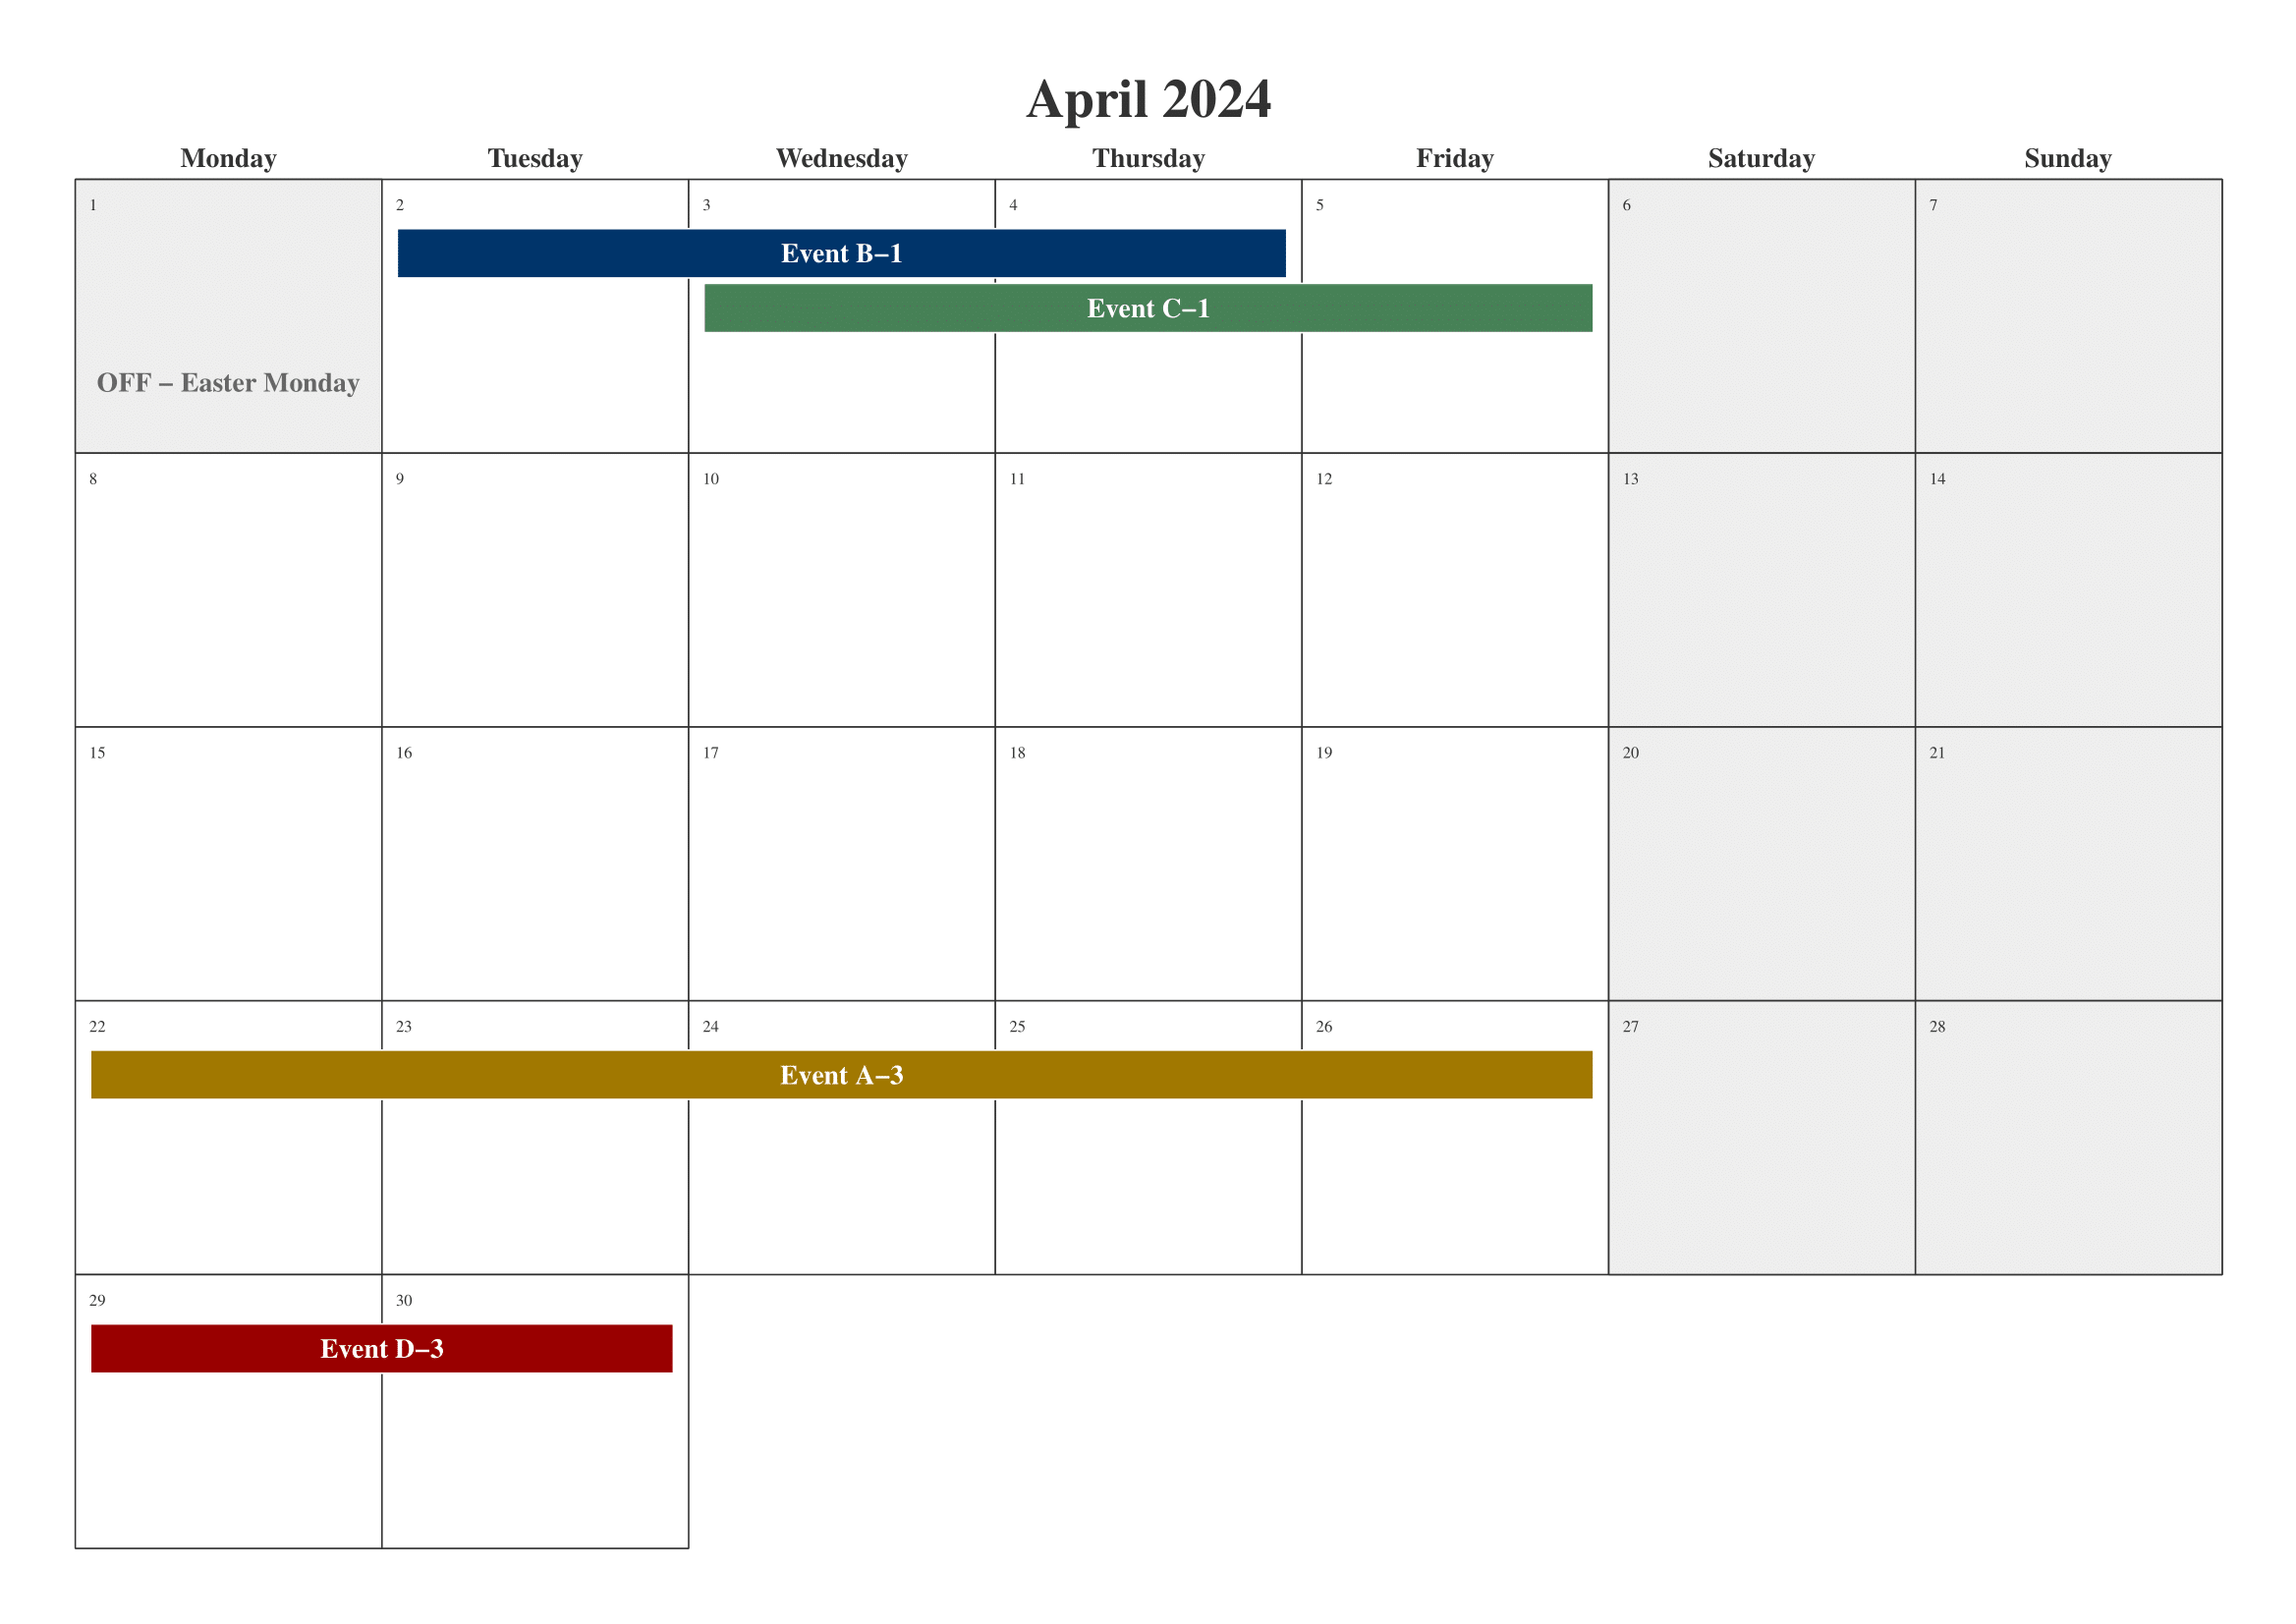 April 2024
Monday Tuesday Wednesday Thursday Friday Saturday Sunday
1 2 3 4 5 6 7
Event B–1
Event C–1
OFF – Easter Monday
8 9 10 11 12 13 14
15 16 17 18 19 20 21
22 23 24 25 26 27 28
Event A–3
29 30
Event D–3